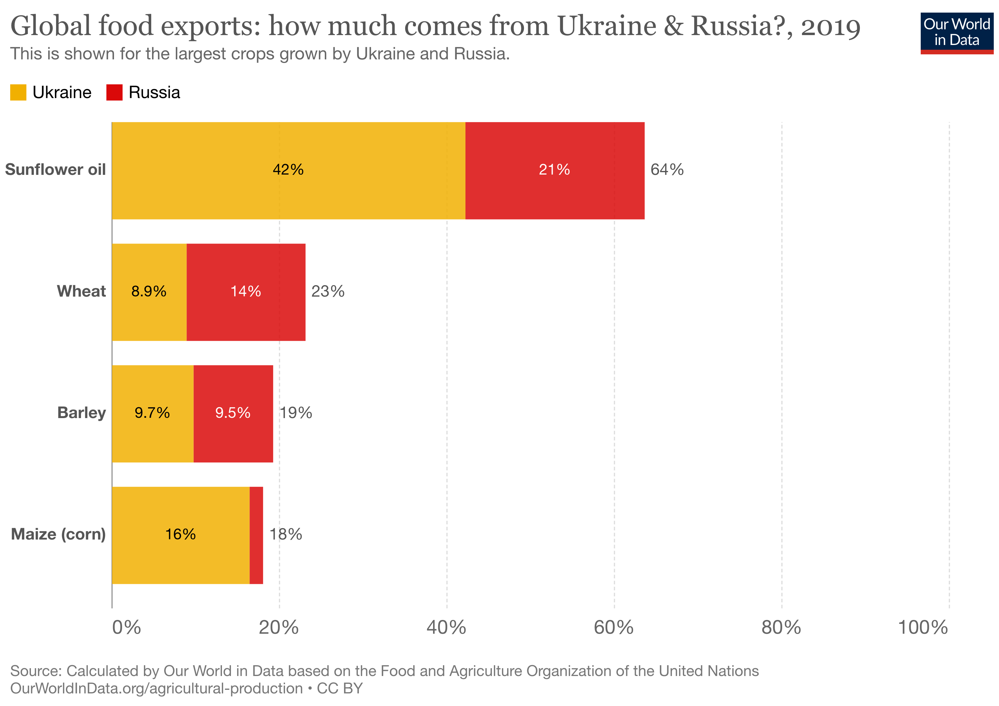 Global food exports: how much comes from Ukraine & Russia?, 2019
Our World
in Data
This is shown for the largest crops grown by Ukraine and Russia.
Ukraine
Russia
Sunflower oil
42%
21%
64%
Wheat
8.9%
14%
23%
Barley
9.7%
9.5%
19%
Maize (corn)
16%
18%
0%
20%
40%
60%
80%
100%
Source: Calculated by Our World in Data based on the Food and Agriculture Organization of the United Nations
OurWorldInData.org/agricultural-production • CC BY